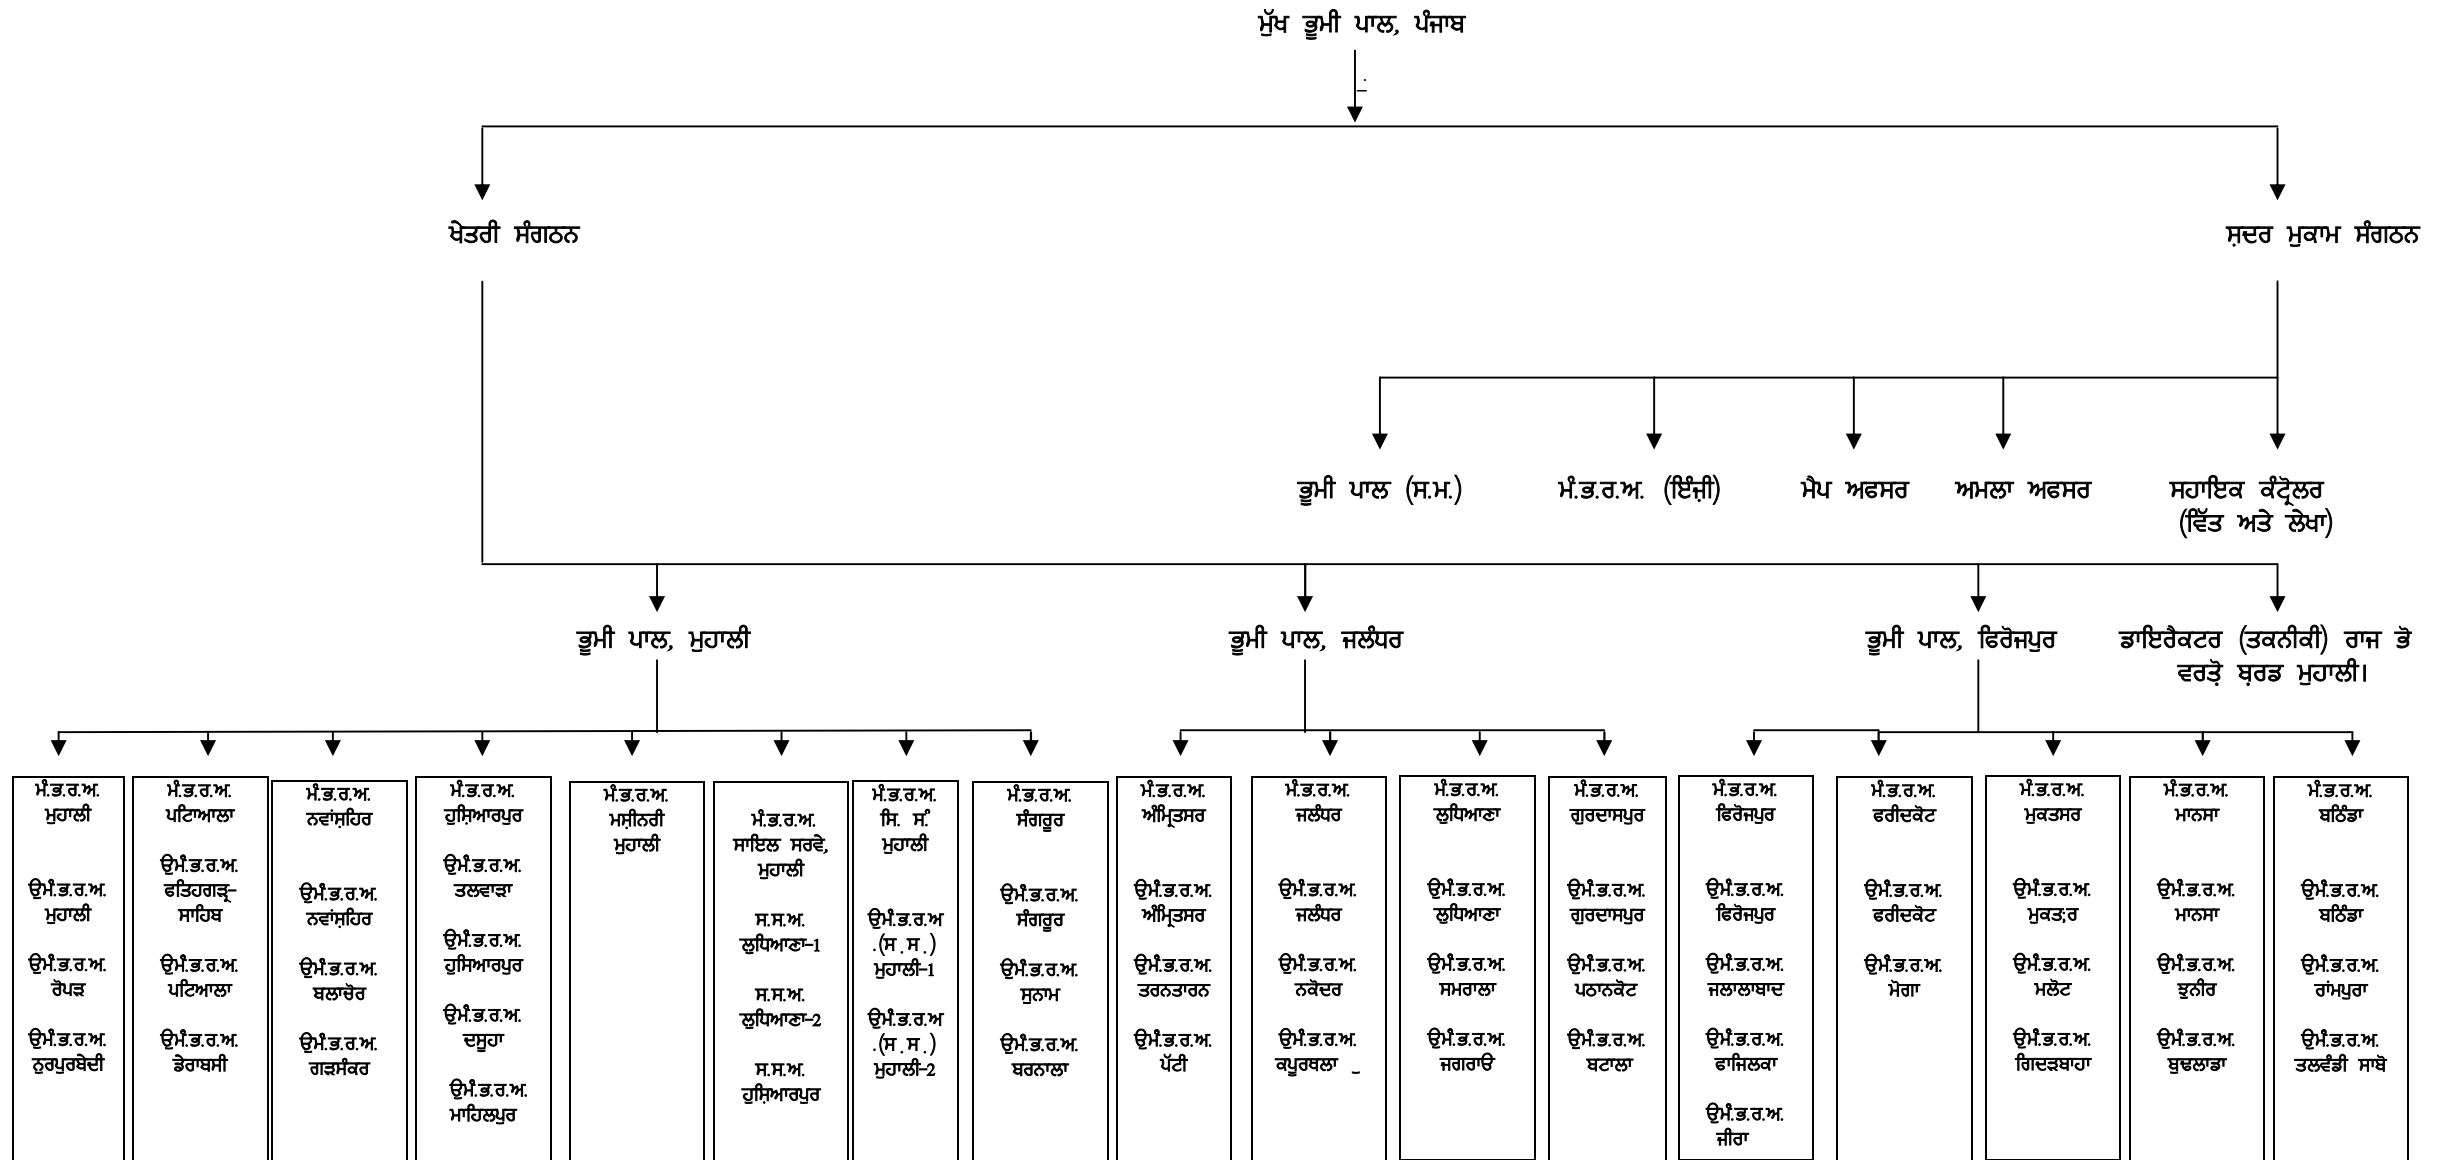 ਮੁੱਖ ਭੂਮੀ ਪਾਲ, ਪੰਜਾਬ
ਖੇਤਰੀ ਸੰਗਠਨ
ਸ਼ਦਰ ਮੁਕਾਮ ਸੰਗਠਨ
ਭੂਮੀ ਪਾਲ (ਸ.ਮ.)
ਮੰ.ਭ.ਰ.ਅ. (ਇੰਜ਼ੀ)
ਮੈਪ ਅਫਸਰ
ਅਮਲਾ ਅਫਸਰ
ਸਹਾਇਕ ਕੰਟ੍ਰੋਲਰ
(ਵਿੱਤ ਅਤੇ ਲੇਖਾ)
ਭੂਮੀ ਪਾਲ, ਮੁਹਾਲੀ
ਭੂਮੀ ਪਾਲ, ਜਲੰਧਰ
ਭੂਮੀ ਪਾਲ, ਫਿਰੋਜਪੁਰ
ਡਾਇਰੈਕਟਰ (ਤਕਨੀਕੀ) ਰਾਜ ਭੋ
ਵਰਤੋ਼ ਬ਼ਰਡ ਮੁਹਾਲੀ।
ਮੰ.ਭ.ਰ.ਅ.
ਮੁਹਾਲੀ
ਉਮੰ.ਭ.ਰ.ਅ.
ਮੁਹਾਲੀ
ਉਮੰ.ਭ.ਰ.ਅ.
ਰੋਪੜ
ਉਮੰ.ਭ.ਰ.ਅ.
ਨੁਰਪੁਰਬੇਦੀ
ਮੰ.ਭ.ਰ.ਅ.
ਪਟਿਆਲਾ
ਉਮੰ.ਭ.ਰ.ਅ.
ਫਤਿਹਗੜ੍ਹ-
ਸਾਹਿਬ
ਉਮੰ.ਭ.ਰ.ਅ.
ਪਟਿਆਲਾ
ਉਮੰ.ਭ.ਰ.ਅ.
ਡੇਰਾਬਸੀ
ਮੰ.ਭ.ਰ.ਅ.
ਨਵਾਂਸ਼ਹਿਰ
ਉਮੰ.ਭ.ਰ.ਅ.
ਨਵਾਂਸ਼ਹਿਰ
ਉਮੰ.ਭ.ਰ.ਅ.
ਬਲਾਚੋਰ
ਉਮੰ.ਭ.ਰ.ਅ.
ਗੜਸੰਕਰ
ਮੰ.ਭ.ਰ.ਅ.
ਹੁਸ਼ਿਆਰਪੁਰ
ਉਮੰ.ਭ.ਰ.ਅ.
ਤਲਵਾੜਾ
ਉਮੰ.ਭ.ਰ.ਅ.
ਹੁਸਿਆਰਪੁਰ
ਉਮੰ.ਭ.ਰ.ਅ.
ਦਸੂਹਾ
ਉਮੰ.ਭ.ਰ.ਅ.
ਮਾਹਿਲਪੁਰ
ਮੰ.ਭ.ਰ.ਅ.
ਮਸ਼ੀਨਰੀ
ਮੁਹਾਲੀ
ਮੰ.ਭ.ਰ.ਅ.
ਸਾਇਲ ਸਰਵੇ,
ਮੁਹਾਲੀ
ਸ.ਸ.ਅ.
ਲੁਧਿਆਣਾ-1
ਸ.ਸ.ਅ.
ਲੁਧਿਆਣਾ-2
ਸ.ਸ.ਅ.
ਹੁਸ਼ਿਆਰਪੁਰ
ਮੰ.ਭ.ਰ.ਅ.
ਸਿ. ਸੰ.
ਮੁਹਾਲੀ
ਉਮੰ.ਭ.ਰ.ਅ
.(ਸ.ਸ.)
ਮੁਹਾਲੀ-1
ਉਮੰ.ਭ.ਰ.ਅ
.(ਸ.ਸ.)
ਮੁਹਾਲੀ-2
ਮੰ.ਭ.ਰ.ਅ.
ਸੰਗਰੂਰ
ਉਮੰ.ਭ.ਰ.ਅ.
ਸੰਗਰੂਰ
ਉਮੰ.ਭ.ਰ.ਅ.
ਸੁਨਾਮ
ਉਮੰ.ਭ.ਰ.ਅ.
ਬਰਨਾਲਾ
ਮੰ.ਭ.ਰ.ਅ.
ਅੰਮ੍ਰਿਤਸਰ
ਉਮੰ.ਭ.ਰ.ਅ.
ਅੰਮ੍ਰਿਤਸਰ
ਉਮੰ.ਭ.ਰ.ਅ.
ਤਰਨਤਾਰਨ
ਉਮੰ.ਭ.ਰ.ਅ.
ਪੱਟੀ
ਮੰ.ਭ.ਰ.ਅ.
ਜਲੰਧਰ
ਉਮੰ.ਭ.ਰ.ਅ.
ਜਲੰਧਰ
ਉਮੰ.ਭ.ਰ.ਅ.
ਨਕੋਦਰ
ਉਮੰ.ਭ.ਰ.ਅ.
ਕਪੂਰਥਲਾ
ਮੰ.ਭ.ਰ.ਅ.
ਲੁਧਿਆਣਾ
ਉਮੰ.ਭ.ਰ.ਅ.
ਲੁਧਿਆਣਾ
ਉਮੰ.ਭ.ਰ.ਅ.
ਸਮਰਾਲਾ
ਉਮੰ.ਭ.ਰ.ਅ.
ਜਗਰਾੳ
ਮੰ.ਭ.ਰ.ਅ.
ਗੁਰਦਾਸਪੁਰ
ਉਮੰ.ਭ.ਰ.ਅ.
ਗੁਰਦਾਸਪੁਰ
ਉਮੰ.ਭ.ਰ.ਅ.
ਪਠਾਨਕੋਟ
ਉਮੰ.ਭ.ਰ.ਅ.
ਬਟਾਲਾ
ਮੰ.ਭ.ਰ.ਅ.
ਫਿਰੋਜਪੁਰ
ਉਮੰ.ਭ.ਰ.ਅ.
ਫਿਰੋਜਪੁਰ
ਉਮੰ.ਭ.ਰ.ਅ.
ਜਲਾਲਾਬਾਦ
ਉਮੰ.ਭ.ਰ.ਅ.
ਫਾਜਿਲਕਾ
ਉਮੰ.ਭ.ਰ.ਅ.
ਜੀਰਾ
ਮੰ.ਭ.ਰ.ਅ.
ਫਰੀਦਕੋਟ
ਉਮੰ.ਭ.ਰ.ਅ.
ਫਰੀਦਕੋਟ
ਉਮੰ.ਭ.ਰ.ਅ.
ਮੋਗਾ
ਮੰ.ਭ.ਰ.ਅ.
ਮੁਕਤਸਰ
ਉਮੰ.ਭ.ਰ.ਅ.
ਮੁਕਤ;ਰ
ਉਮੰ.ਭ.ਰ.ਅ.
ਮਲੋਟ
ਉਮੰ.ਭ.ਰ.ਅ.
ਗਿਦੜਬਾਹਾ
ਮੰ.ਭ.ਰ.ਅ.
ਮਾਨਸਾ
ਉਮੰ.ਭ.ਰ.ਅ.
ਮਾਨਸਾ
ਉਮੰ.ਭ.ਰ.ਅ.
ਝੁਨੀਰ
ਉਮੰ.ਭ.ਰ.ਅ.
ਬੁਢਲਾਡਾ
ਮੰ.ਭ.ਰ.ਅ.
ਬਠਿੰਡਾ
ਉਮੰ.ਭ.ਰ.ਅ.
ਬਠਿੰਡਾ
ਉਮੰ.ਭ.ਰ.ਅ.
ਰਾਂਮਪੁਰਾ
ਉਮੰ.ਭ.ਰ.ਅ.
ਤਲਵੰਡੀ ਸਾਬੋ